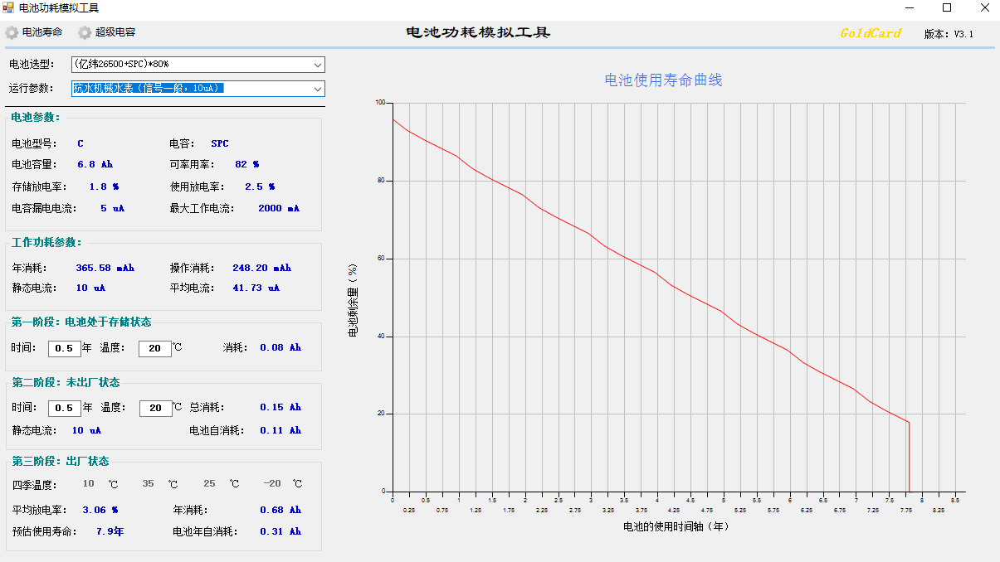 电池功耗模拟工具
电池寿命 超级电容 电池功耗模拟工具 GoldCard 版本: V3.1
电池选型: (亿纬26500+SPC)*80%
运行参数: 杭水机械水表（信号一般，10uA）
电池参数:
电池型号: C 电容: SPC
电池容量: 6.8 Ah 可率用率: 82 %
存储放电率: 1.8 % 使用放电率: 2.5 %
电容漏电电流: 5 uA 最大工作电流: 2000 mA
工作功耗参数:
年消耗: 365.58 mAh 操作消耗: 248.20 mAh
静态电流: 10 uA 平均电流: 41.73 uA
第一阶段: 电池处于存储状态
时间: 0.5 年 温度: 20 ℃ 消耗: 0.08 Ah
第二阶段: 未出厂状态
时间: 0.5 年 温度: 20 ℃ 总消耗: 0.15 Ah
静态电流: 10 uA 电池自消耗: 0.11 Ah
第三阶段: 出厂状态
四季温度: 10 ℃ 35 ℃ 25 ℃ -20 ℃
平均放电率: 3.06 % 年消耗: 0.68 Ah
预估使用寿命: 7.9年 电池年自消耗: 0.31 Ah
电池使用寿命曲线
100
80
60
40
20
0
电池剩余量（%）
0 0.5 1 1.5 2 2.5 3 3.5 4 4.5 5 5.5 6 6.5 7 7.5 8 8.5
0.25 0.75 1.25 1.75 2.25 2.75 3.25 3.75 4.25 4.75 5.25 5.75 6.25 6.75 7.25 7.75 8.25
电池的使用时间轴（年）